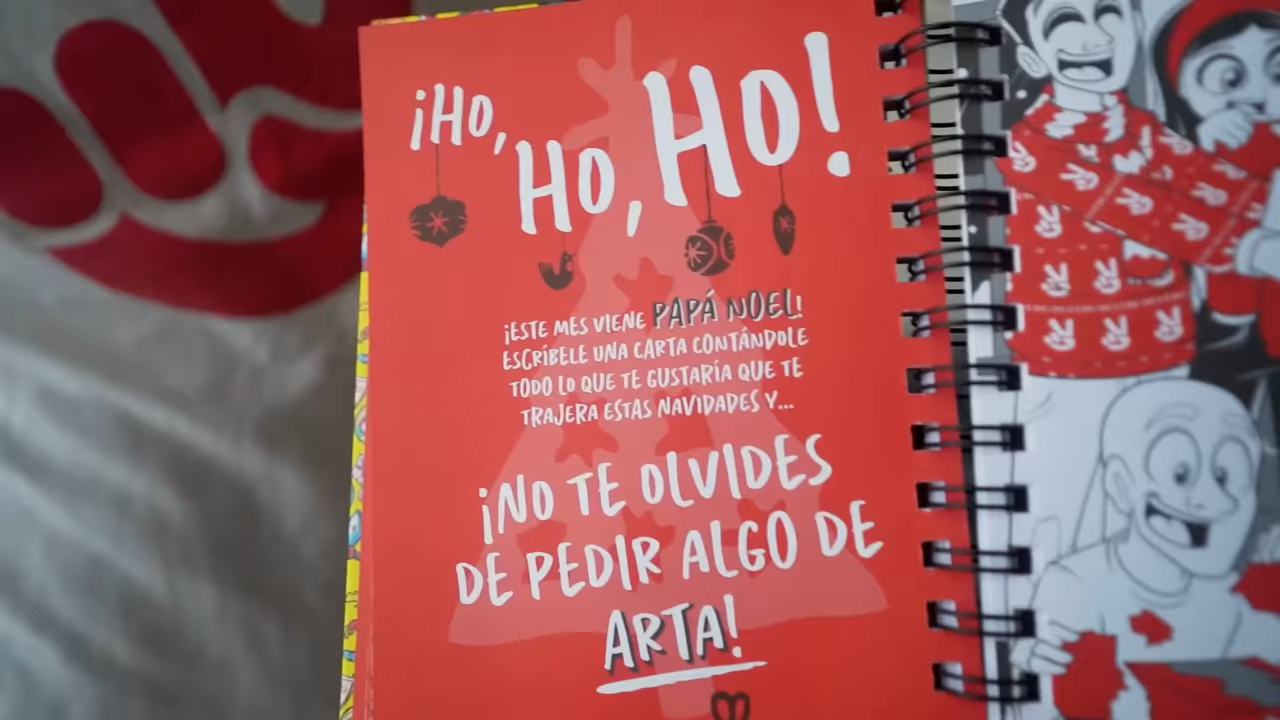 ¡Ho,
Ho, Ho!
¡ESTE MES VIENE PAPÁ NOEL!
ESCRÍBELE UNA CARTA CONTÁNDOLE
TODO LO QUE TE GUSTARÍA QUE TE
TRAJERA ESTAS NAVIDADES Y...
¡NO TE OLVIDES
DE PEDIR ALGO DE
ARTA!